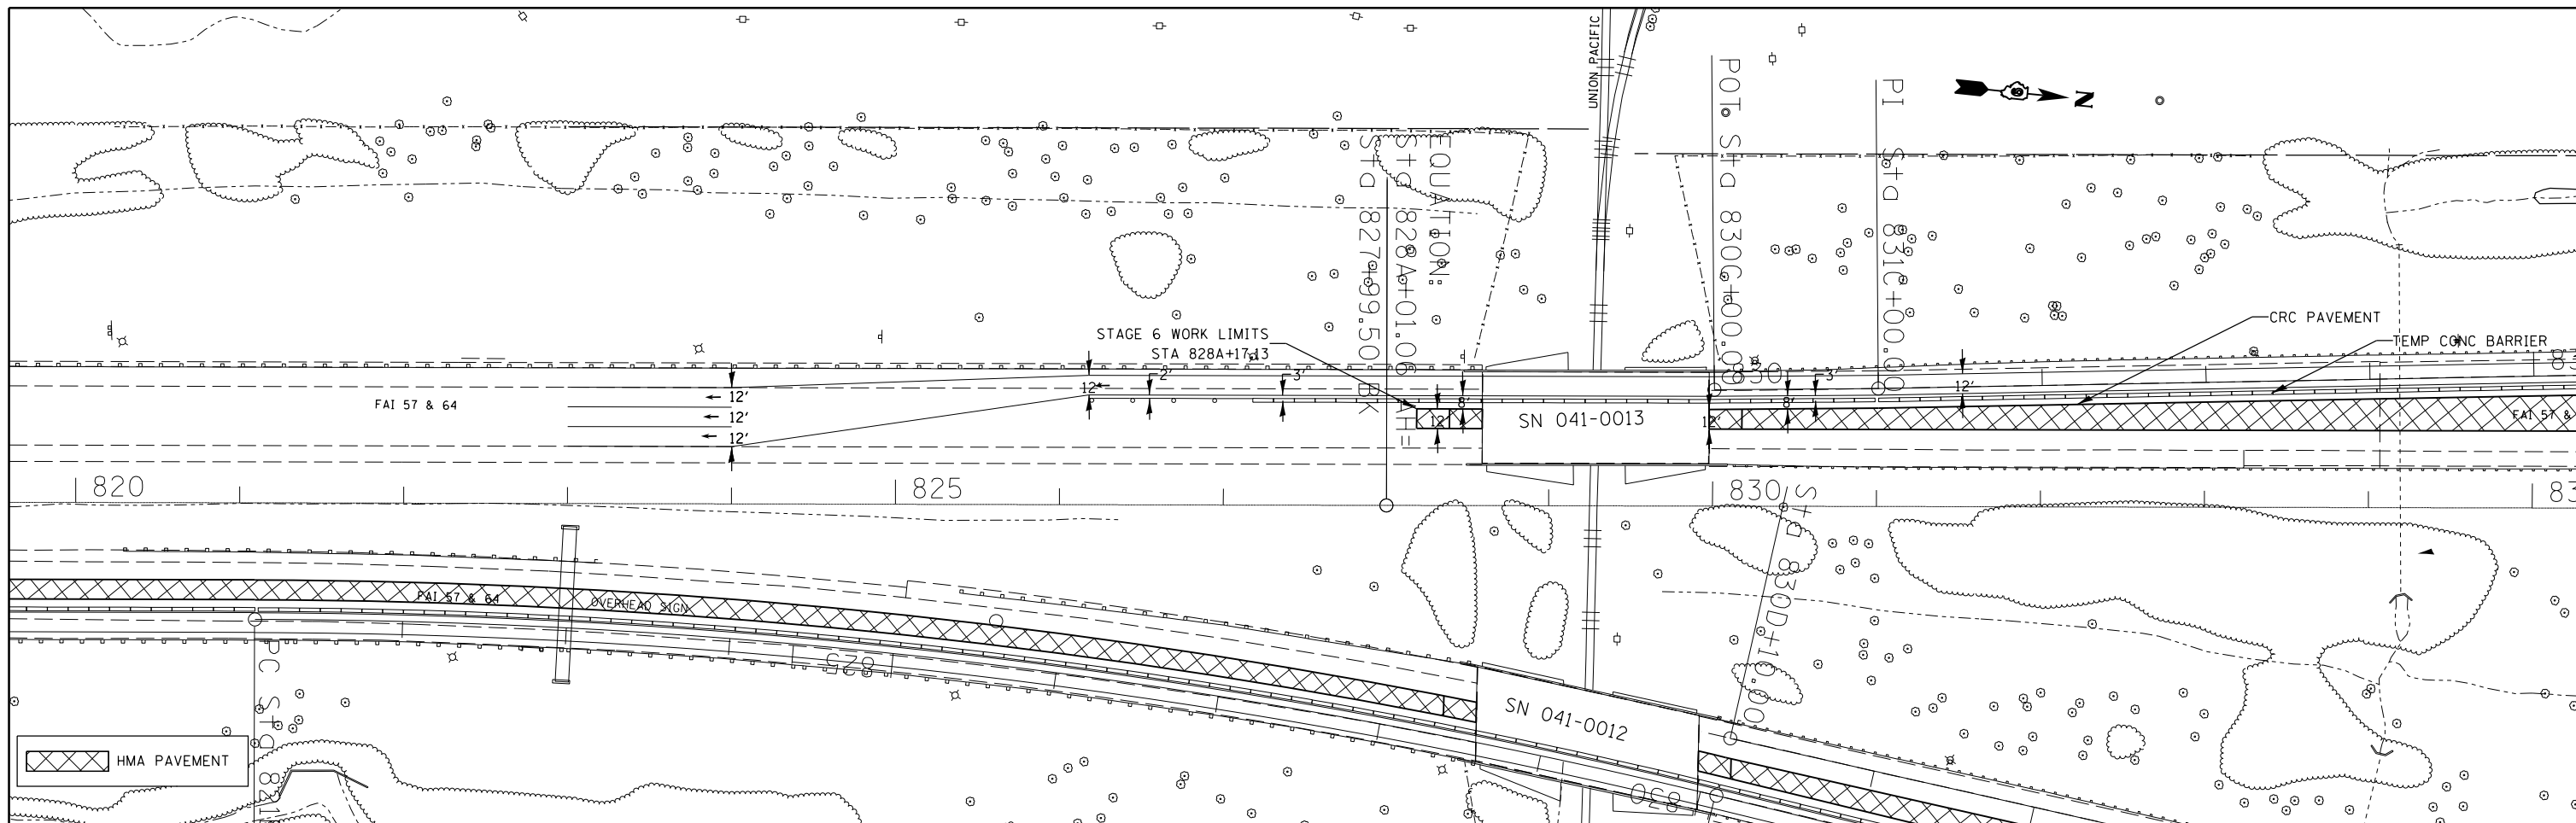 UNION PACIFIC
POT Sta 830G+00.00
PI Sta 831C+00.00
N
EQUATION:
Sta 828A+01.06 AH=
Sta 827+99.50 BK
STAGE 6 WORK LIMITS
STA 828A+17.13
CRC PAVEMENT
TEMP CONC BARRIER
FAI 57 & 64
12'
12'
12'
12'
2'
3'
12'
8'
SN 041-0013
12'
830
8'
3'
12'
FAI 57 &
83
820
825
830
83
Sta 830D+10.00
FAI 57 & 64
OVERHEAD SIGN
825
SN 041-0012
830
PC Sta 821
HMA PAVEMENT